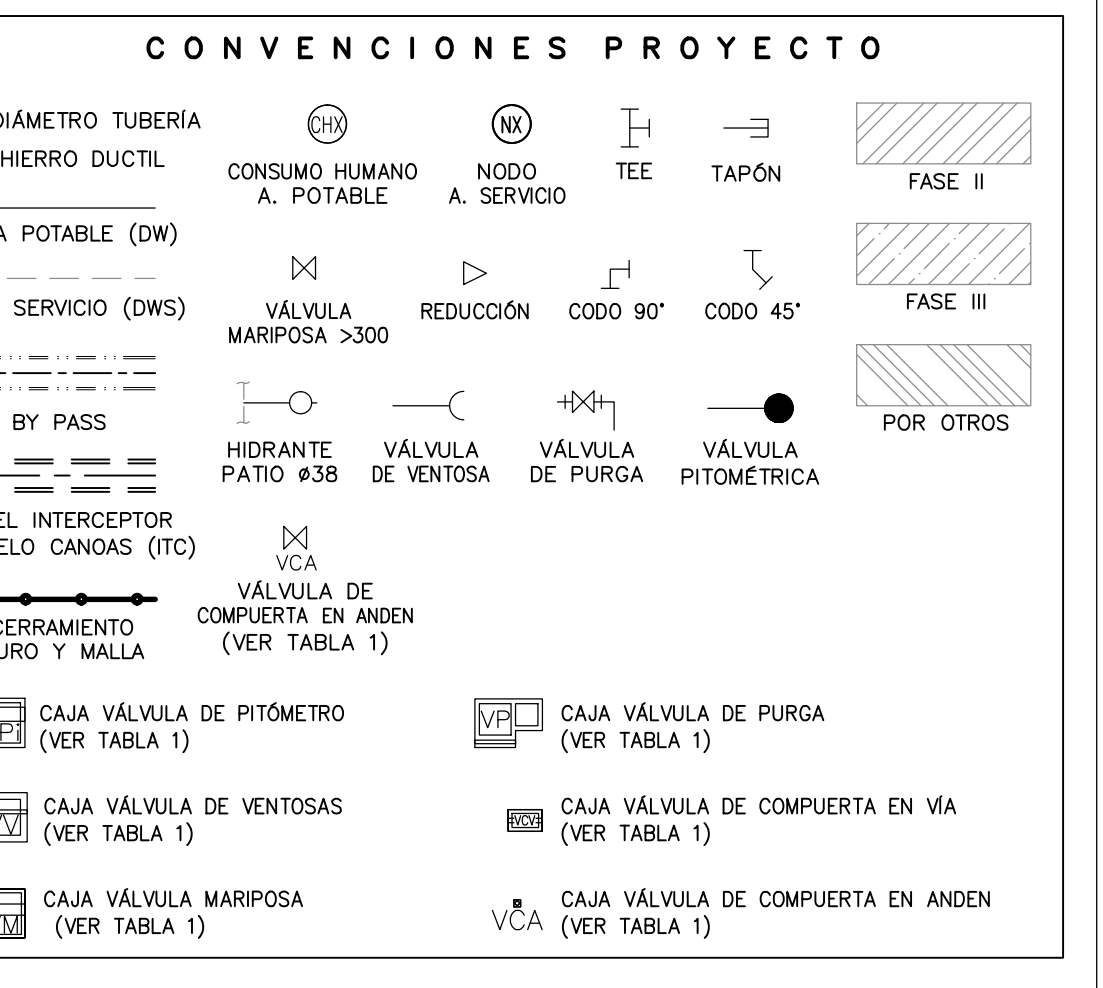 CONVENCIONES PROYECTO
DIÁMETRO TUBERÍA
HIERRO DUCTIL
POTABLE (DW)
SERVICIO (DWS)
BY PASS
INTERCEPTOR
CANOAS (ITC)
CERRAMIENTO
Y MALLA
CHX
CONSUMO HUMANO
A. POTABLE
NX
NODO
A. SERVICIO
TEE
TAPÓN
FASE II
VÁLVULA
MARIPOSA >300
REDUCCIÓN
CODO 90°
CODO 45°
FASE III
HIDRANTE
PATIO ø38
VÁLVULA
DE VENTOSA
VÁLVULA
DE PURGA
VÁLVULA
PITOMÉTRICA
POR OTROS
VCA
VÁLVULA DE
COMPUERTA EN ANDEN
(VER TABLA 1)
CAJA VÁLVULA DE PITÓMETRO
(VER TABLA 1)
VP
CAJA VÁLVULA DE PURGA
(VER TABLA 1)
CAJA VÁLVULA DE VENTOSAS
(VER TABLA 1)
VCV
CAJA VÁLVULA DE COMPUERTA EN VÍA
(VER TABLA 1)
CAJA VÁLVULA MARIPOSA
(VER TABLA 1)
VCA
CAJA VÁLVULA DE COMPUERTA EN ANDEN
(VER TABLA 1)